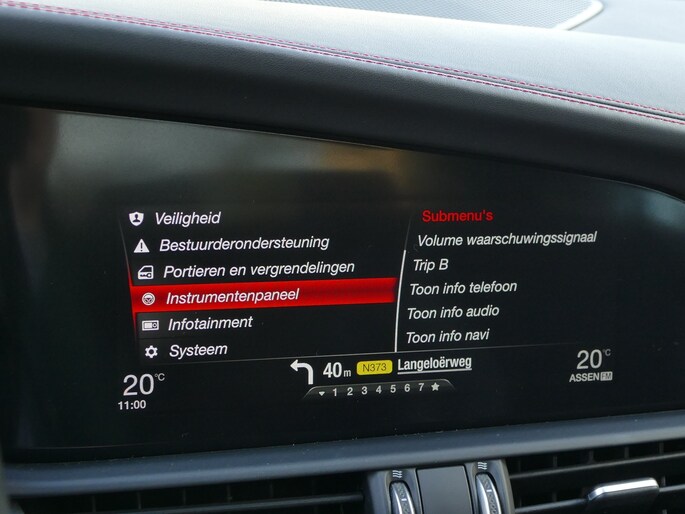 Veiligheid
Bestuurderondersteuning
Portieren en vergrendelingen
Instrumentenpaneel
Infotainment
Systeem
Submenu's
Volume waarschuwingssignaal
Trip B
Toon info telefoon
Toon info audio
Toon info navi
20°C
11:00
40m N373 Langeloërweg
1 2 3 4 5 6 7
20°C
ASSEN FM